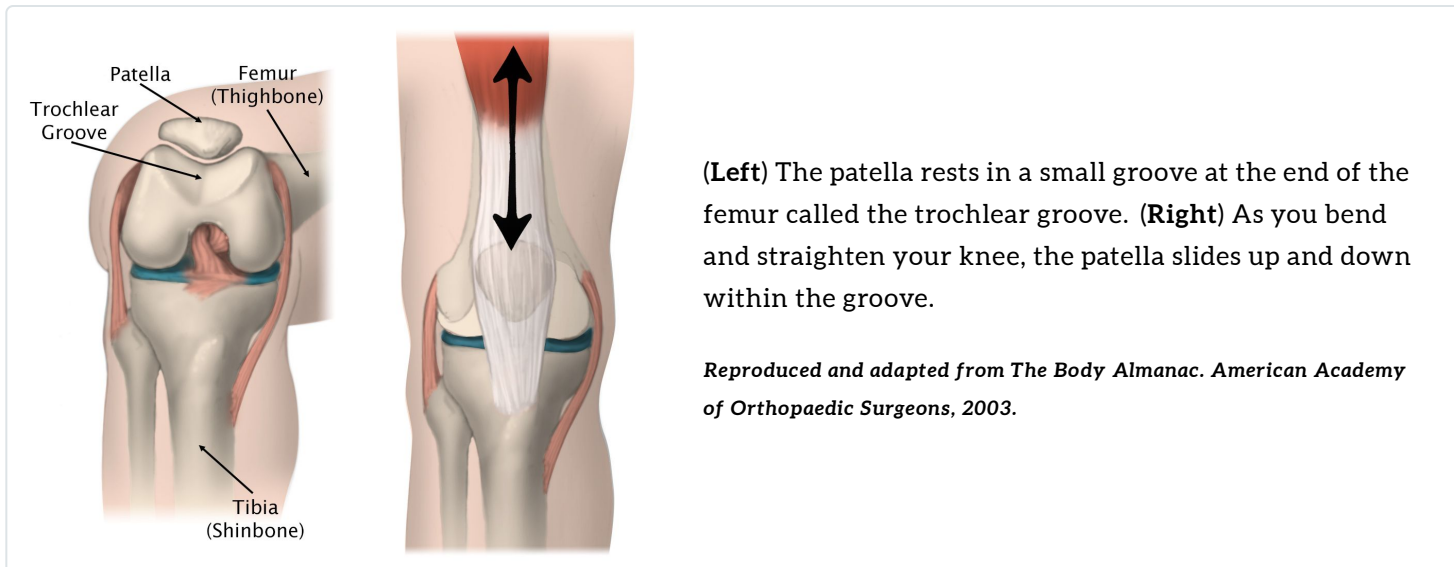 Patella
Femur
(Thighbone)
Trochlear
Groove
Tibia
(Shinbone)
(Left) The patella rests in a small groove at the end of the
femur called the trochlear groove. (Right) As you bend
and straighten your knee, the patella slides up and down
within the groove.
Reproduced and adapted from The Body Almanac. American Academy
of Orthopaedic Surgeons, 2003.